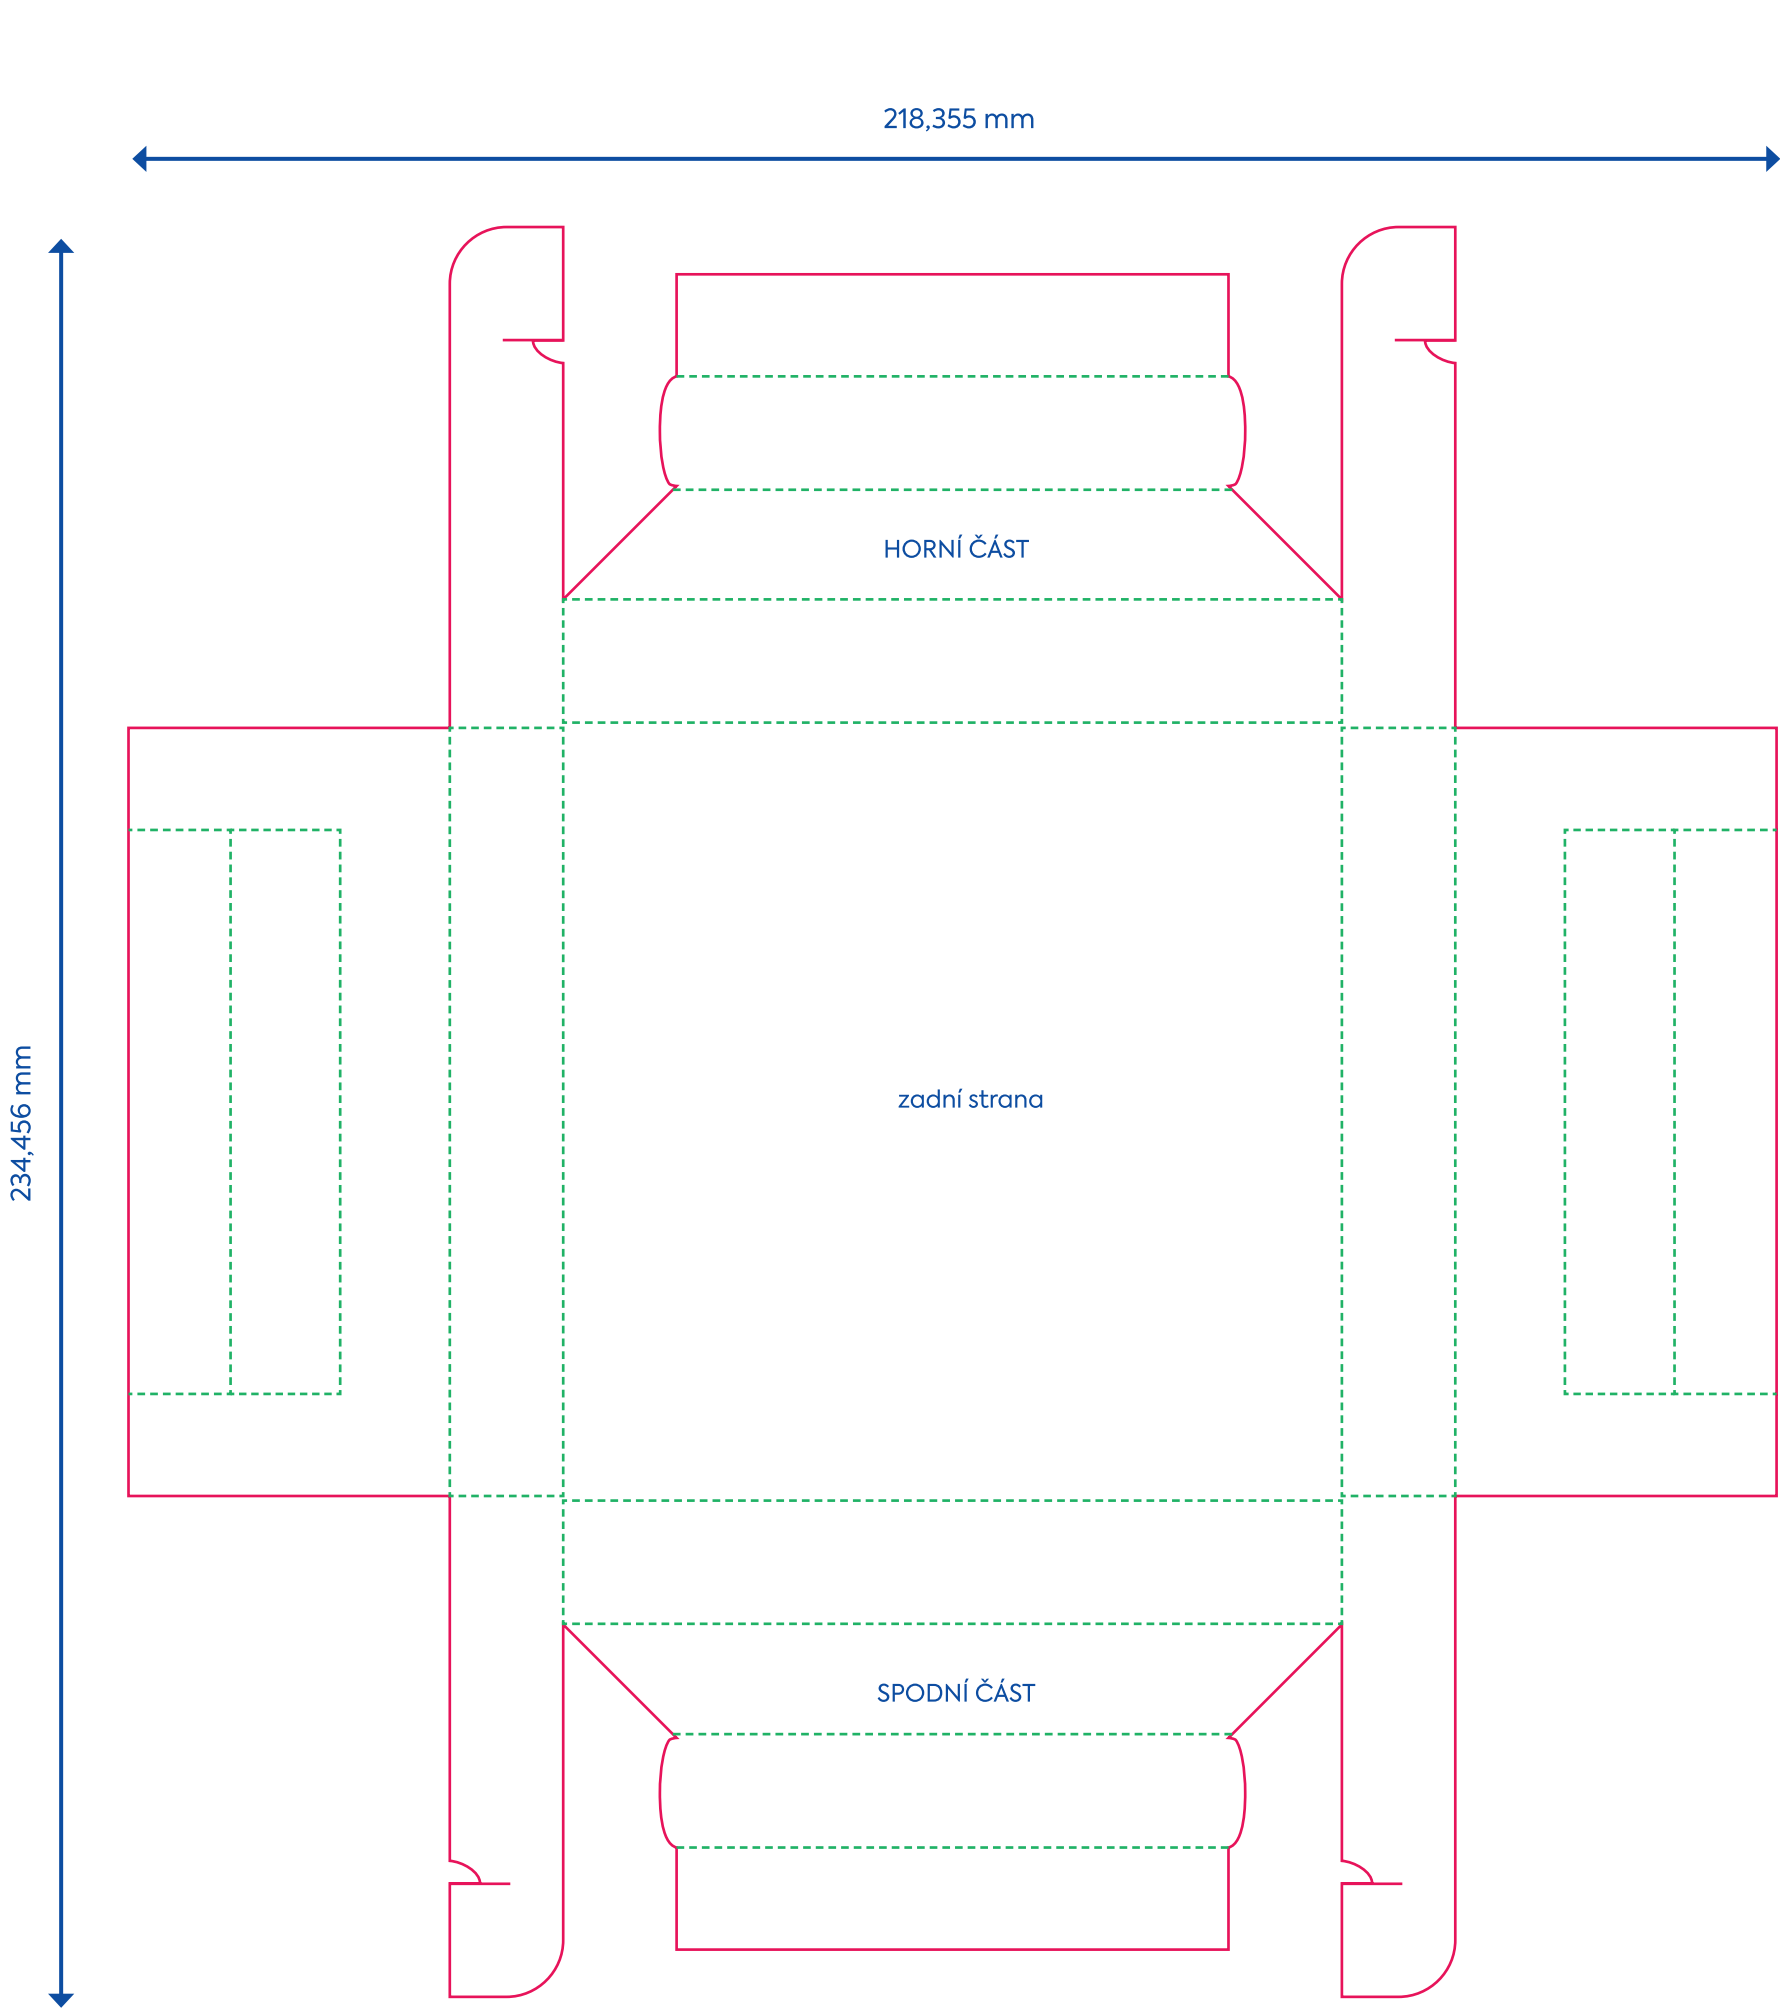 218,355 mm
HORNÍ ČÁST
234,456 mm
zadní strana
SPODNÍ ČÁST